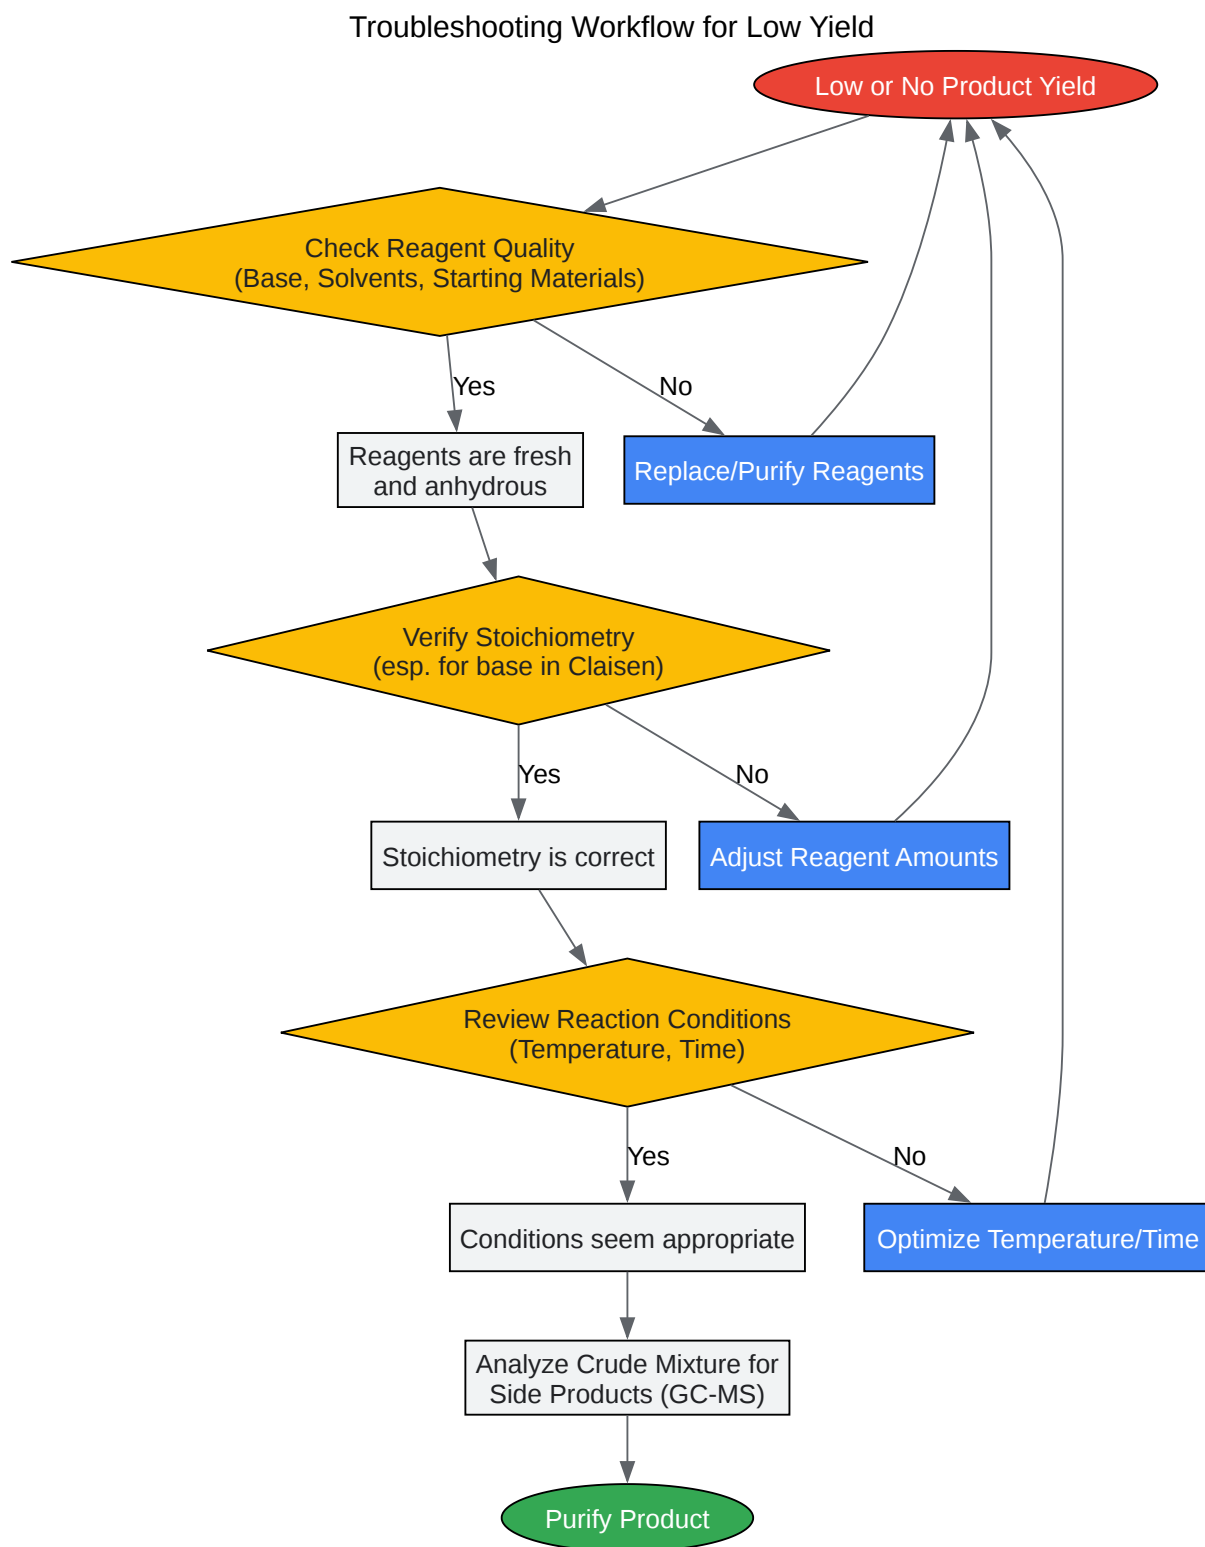 Troubleshooting Workflow for Low Yield
Low or No Product Yield
Check Reagent Quality
(Base, Solvents, Starting Materials)
Yes
No
Reagents are fresh
and anhydrous
Replace/Purify Reagents
Verify Stoichiometry
(esp. for base in Claisen)
Yes
No
Stoichiometry is correct
Adjust Reagent Amounts
Review Reaction Conditions
(Temperature, Time)
Yes
No
Conditions seem appropriate
Optimize Temperature/Time
Analyze Crude Mixture for
Side Products (GC-MS)
Purify Product